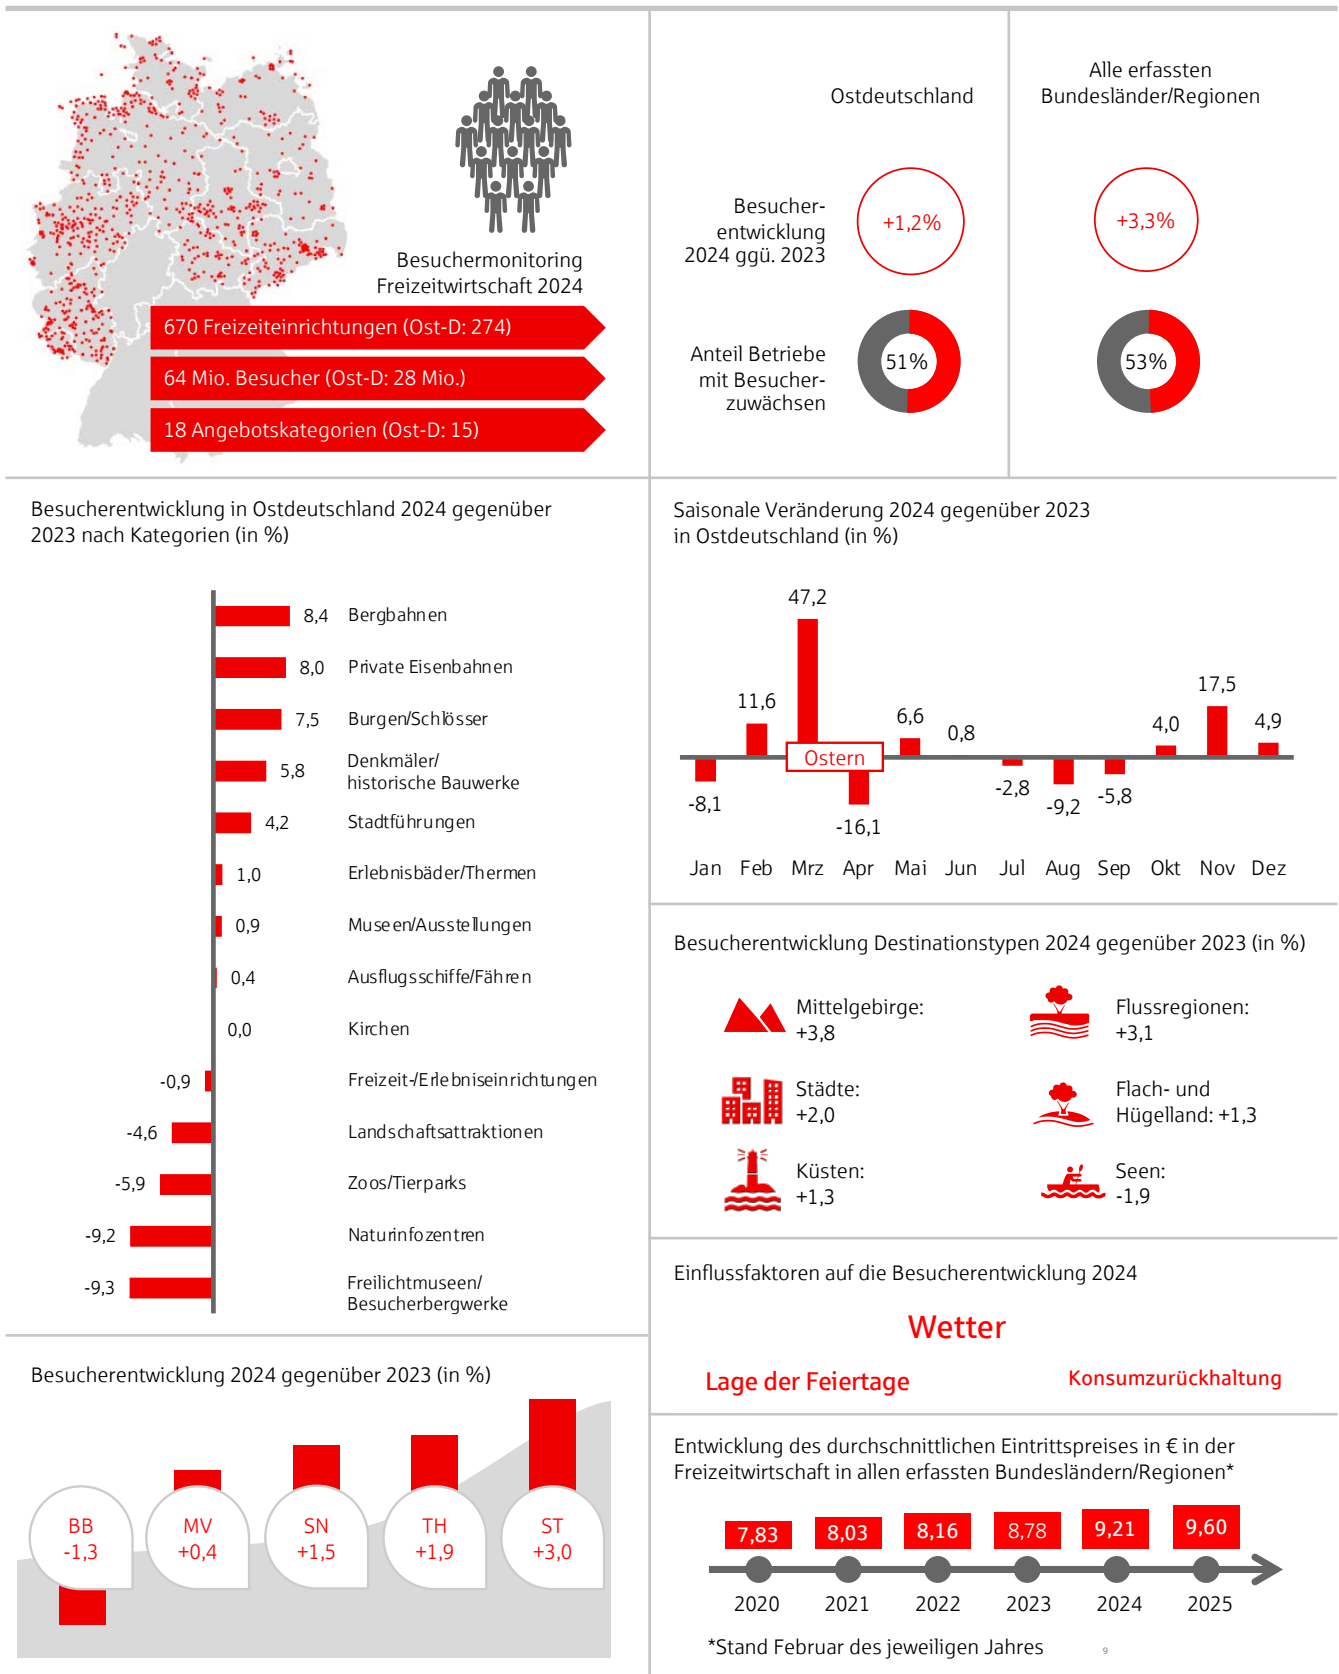 Besuchermonitoring
Freizeitwirtschaft 2024
670 Freizeiteinrichtungen (Ost-D: 274)
64 Mio. Besucher (Ost-D: 28 Mio.)
18 Angebotskategorien (Ost-D: 15)
Ostdeutschland
Alle erfassten
Bundesländer/Regionen
Besucher-
entwicklung
2024 ggü. 2023
+1,2%
+3,3%
Anteil Betriebe
mit Besucher-
zuwächsen
51%
53%
Besucherentwicklung in Ostdeutschland 2024 gegenüber
2023 nach Kategorien (in %)
8,4 Bergbahnen
8,0 Private Eisenbahnen
7,5 Burgen/Schlösser
5,8 Denkmäler/
historische Bauwerke
4,2 Stadtführungen
1,0 Erlebnisbäder/Thermen
0,9 Museen/Ausstellungen
0,4 Ausflugsschiffe/Fähren
0,0 Kirchen
-0,9 Freizeit-/Erlebniseinrichtungen
-4,6 Landschaftsattraktionen
-5,9 Zoos/Tierparks
-9,2 Naturinfozentren
-9,3 Freilichtmuseen/
Besucherbergwerke
Besucherentwicklung 2024 gegenüber 2023 (in %)
BB
-1,3
MV
+0,4
SN
+1,5
TH
+1,9
ST
+3,0
Saisonale Veränderung 2024 gegenüber 2023
in Ostdeutschland (in %)
-8,1
11,6
47,2
Ostern
-16,1
6,6
0,8
-2,8
-9,2
-5,8
4,0
17,5
4,9
Jan Feb Mrz Apr Mai Jun Jul Aug Sep Okt Nov Dez
Besucherentwicklung Destinationstypen 2024 gegenüber 2023 (in %)
Mittelgebirge:
+3,8
Flussregionen:
+3,1
Städte:
+2,0
Flach- und
Hügelland: +1,3
Küsten:
+1,3
Seen:
-1,9
Einflussfaktoren auf die Besucherentwicklung 2024
Wetter
Lage der Feiertage
Konsumzurückhaltung
Entwicklung des durchschnittlichen Eintrittspreises in € in der
Freizeitwirtschaft in allen erfassten Bundesländern/Regionen*
7,83 8,03 8,16 8,78 9,21 9,60
2020 2021 2022 2023 2024 2025
*Stand Februar des jeweiligen Jahres
9